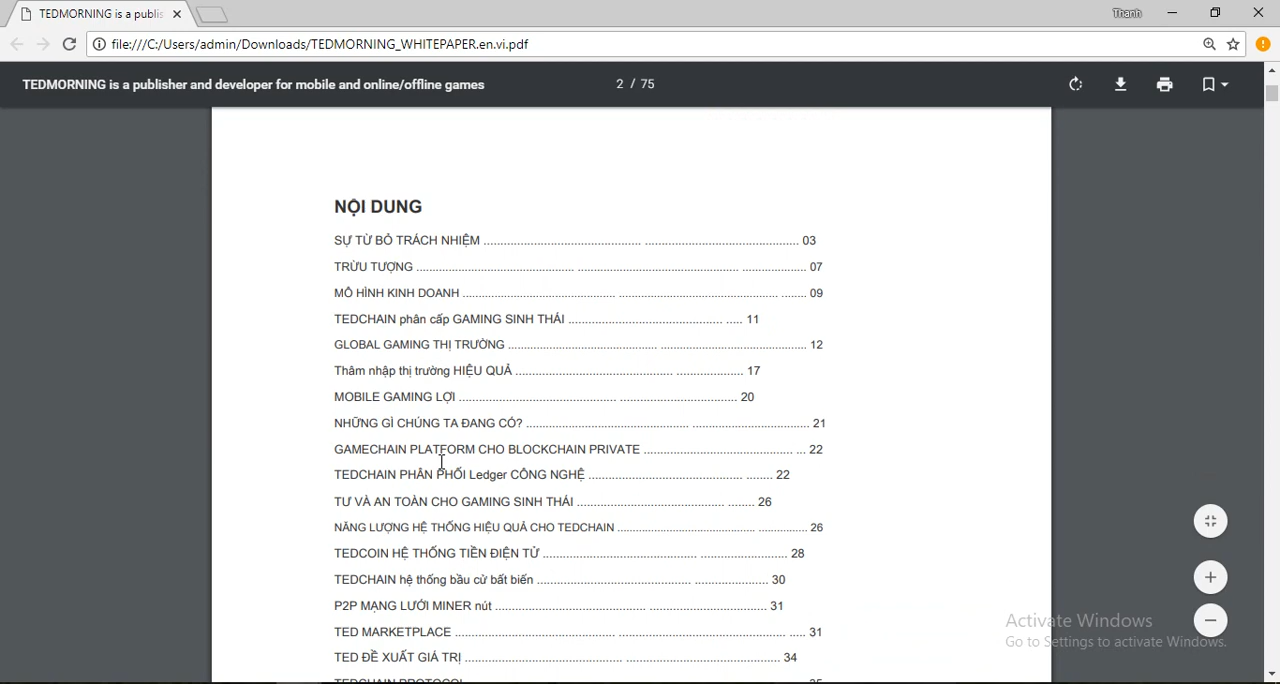 TEDMORNING is a publis
Thanh
file:///C:/Users/admin/Downloads/TEDMORNING_WHITEPAPER.en.vi.pdf
TEDMORNING is a publisher and developer for mobile and online/offline games
2 / 75
NỘI DUNG
SỰ TỪ BỎ TRÁCH NHIỆM ........................................................................ 03
TRỪU TƯỢNG ........................................................................ 07
MÔ HÌNH KINH DOANH ........................................................................ 09
TEDCHAIN phân cấp GAMING SINH THÁI ................................................ 11
GLOBAL GAMING THỊ TRƯỜNG ........................................................................ 12
Thâm nhập thị trường HIỆU QUẢ ................................................ 17
MOBILE GAMING LỢI ........................................................................ 20
NHỮNG GÌ CHÚNG TA ĐANG CÓ? ........................................................................ 21
GAMECHAIN PLATFORM CHO BLOCKCHAIN PRIVATE ................................................ 22
TEDCHAIN PHÂN PHỐI Ledger CÔNG NGHỆ ................................................ 22
TƯ VÀ AN TOÀN CHO GAMING SINH THÁI ................................................ 26
NĂNG LƯỢNG HỆ THỐNG HIỆU QUẢ CHO TEDCHAIN ................................................ 26
TEDCOIN HỆ THỐNG TIỀN ĐIỆN TỬ ................................................ 28
TEDCHAIN hệ thống bầu cử bất biến ................................................ 30
P2P MẠNG LƯỚI MINER nút ................................................ 31
TED MARKETPLACE ........................................................................ 31
TED ĐỀ XUẤT GIÁ TRỊ ........................................................................ 34
TEDCHAIN PROTOCOL ........................................................................ 35
Activate Windows
Go to Settings to activate Windows.